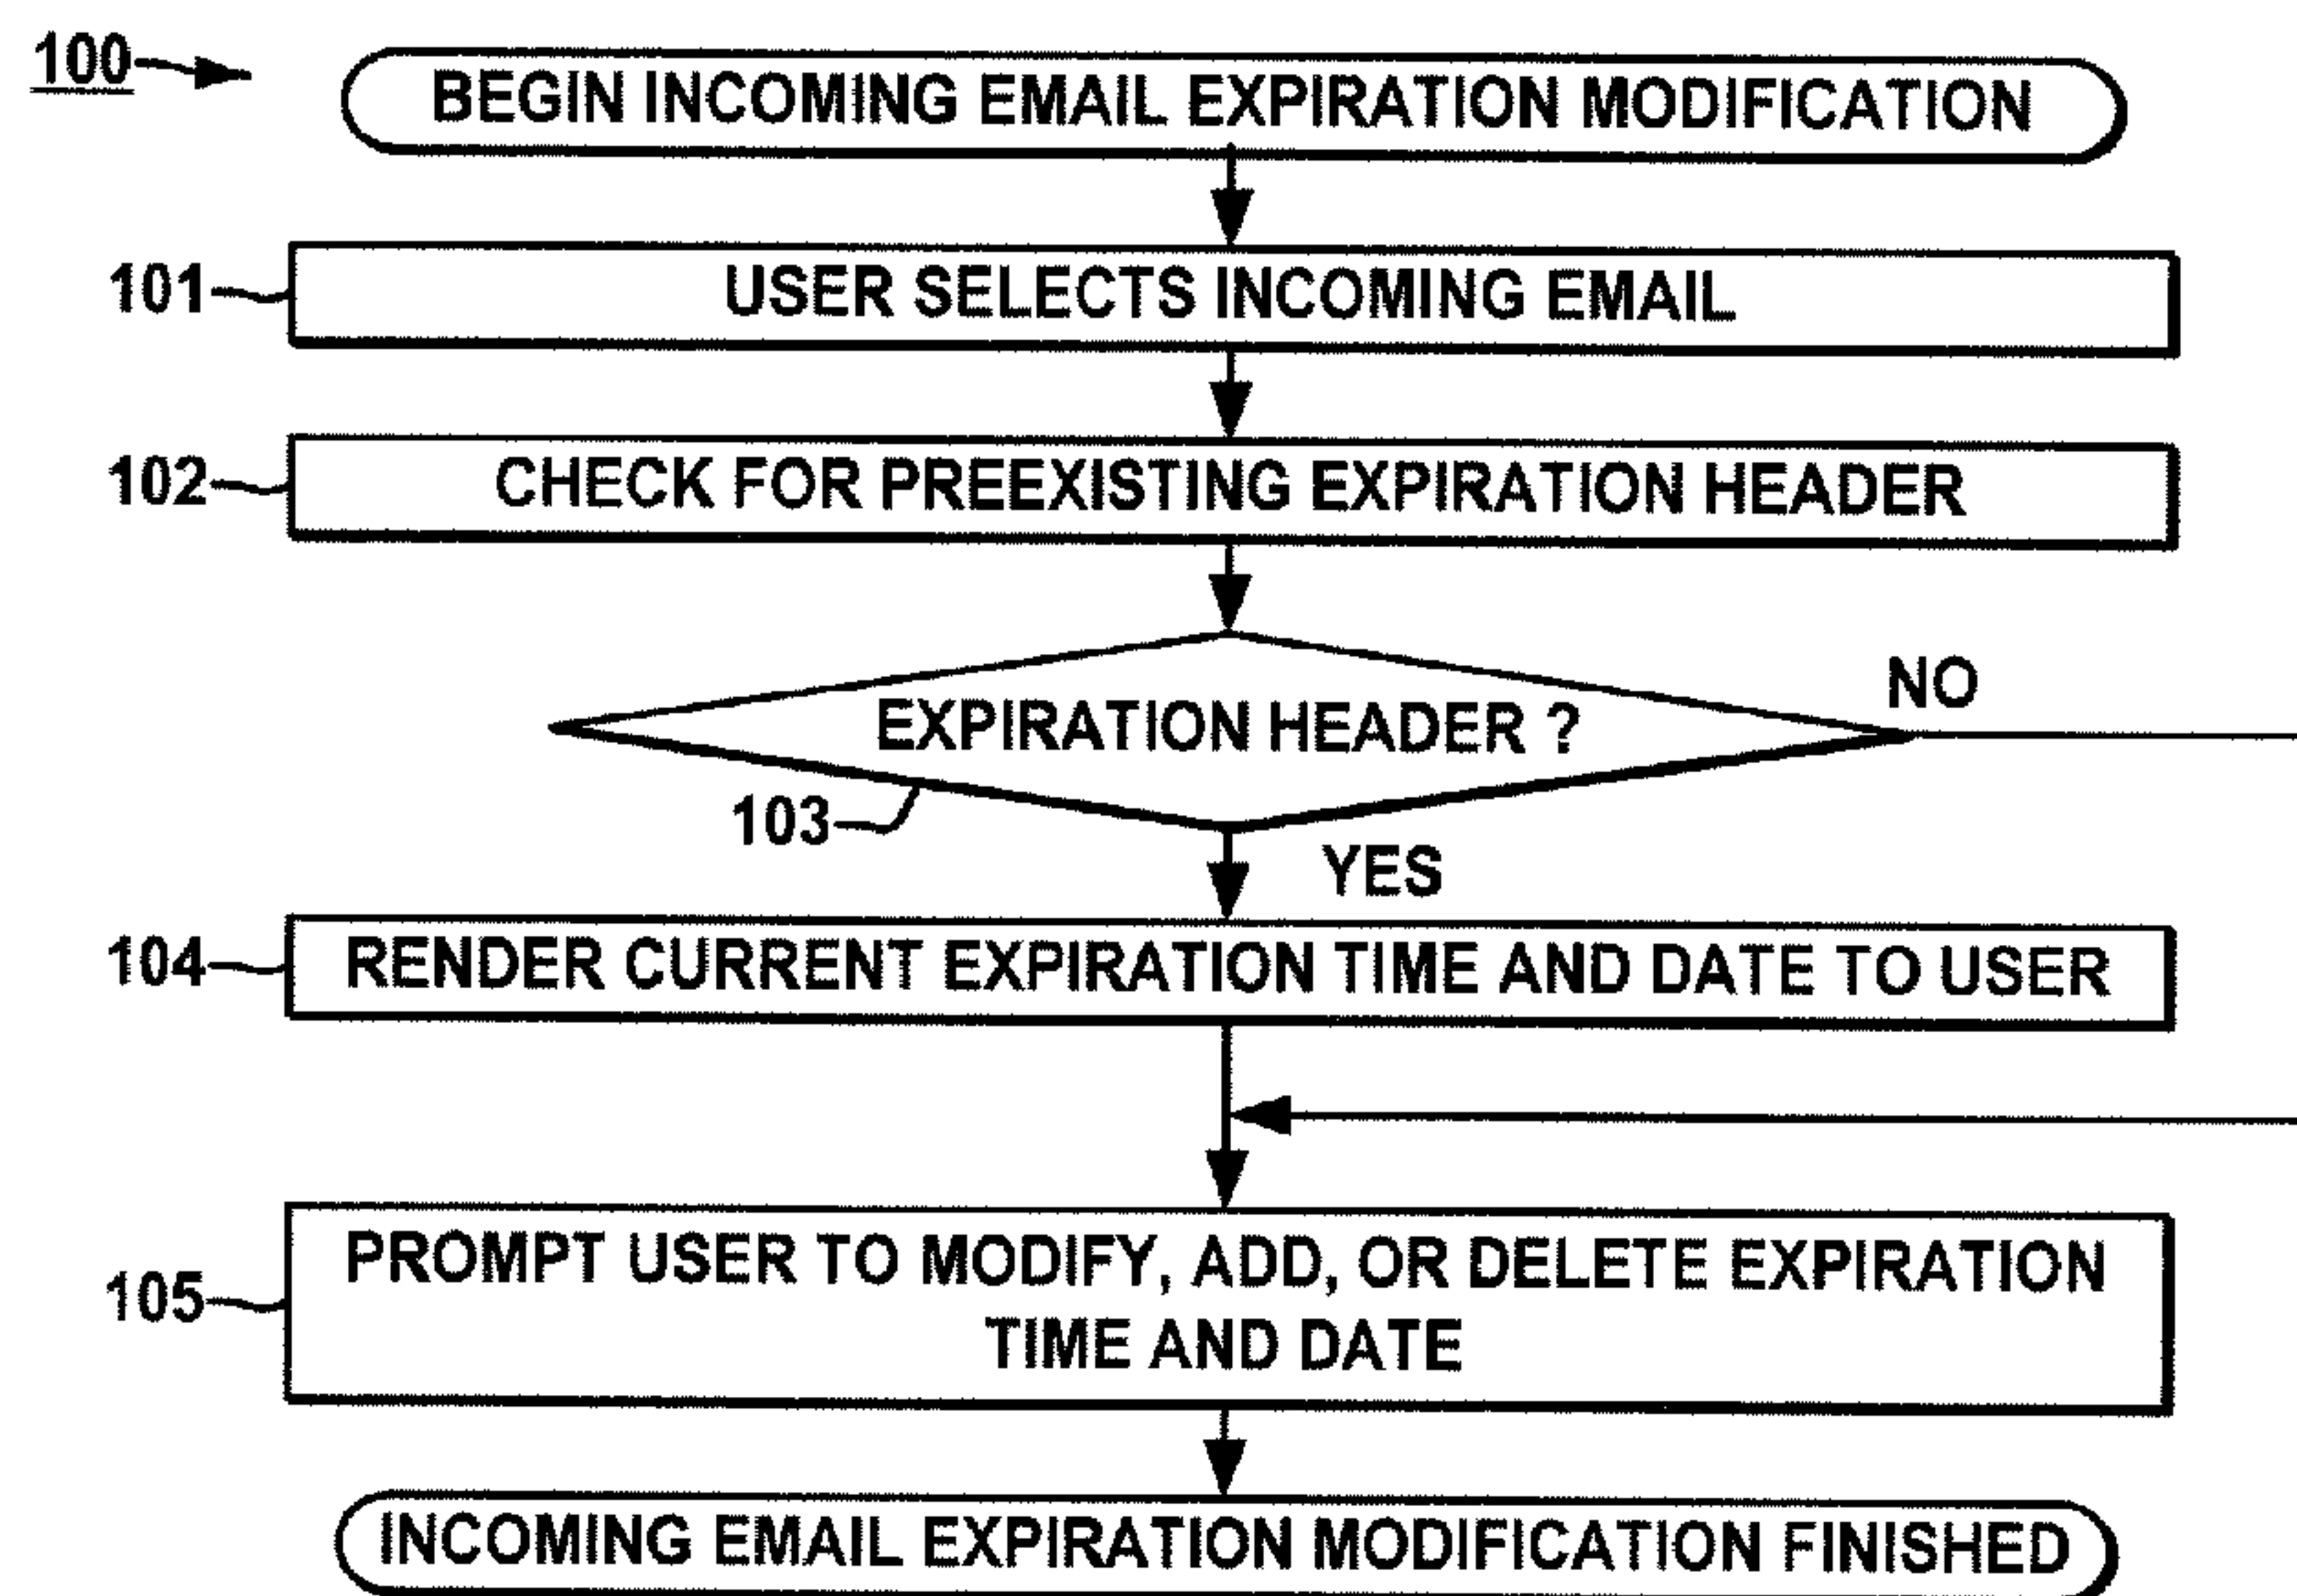 100
BEGIN INCOMING EMAIL EXPIRATION MODIFICATION
101
USER SELECTS INCOMING EMAIL
102
CHECK FOR PREEXISTING EXPIRATION HEADER
NO
EXPIRATION HEADER ?
103
YES
104
RENDER CURRENT EXPIRATION TIME AND DATE TO USER
105
PROMPT USER TO MODIFY, ADD, OR DELETE EXPIRATION
TIME AND DATE
INCOMING EMAIL EXPIRATION MODIFICATION FINISHED